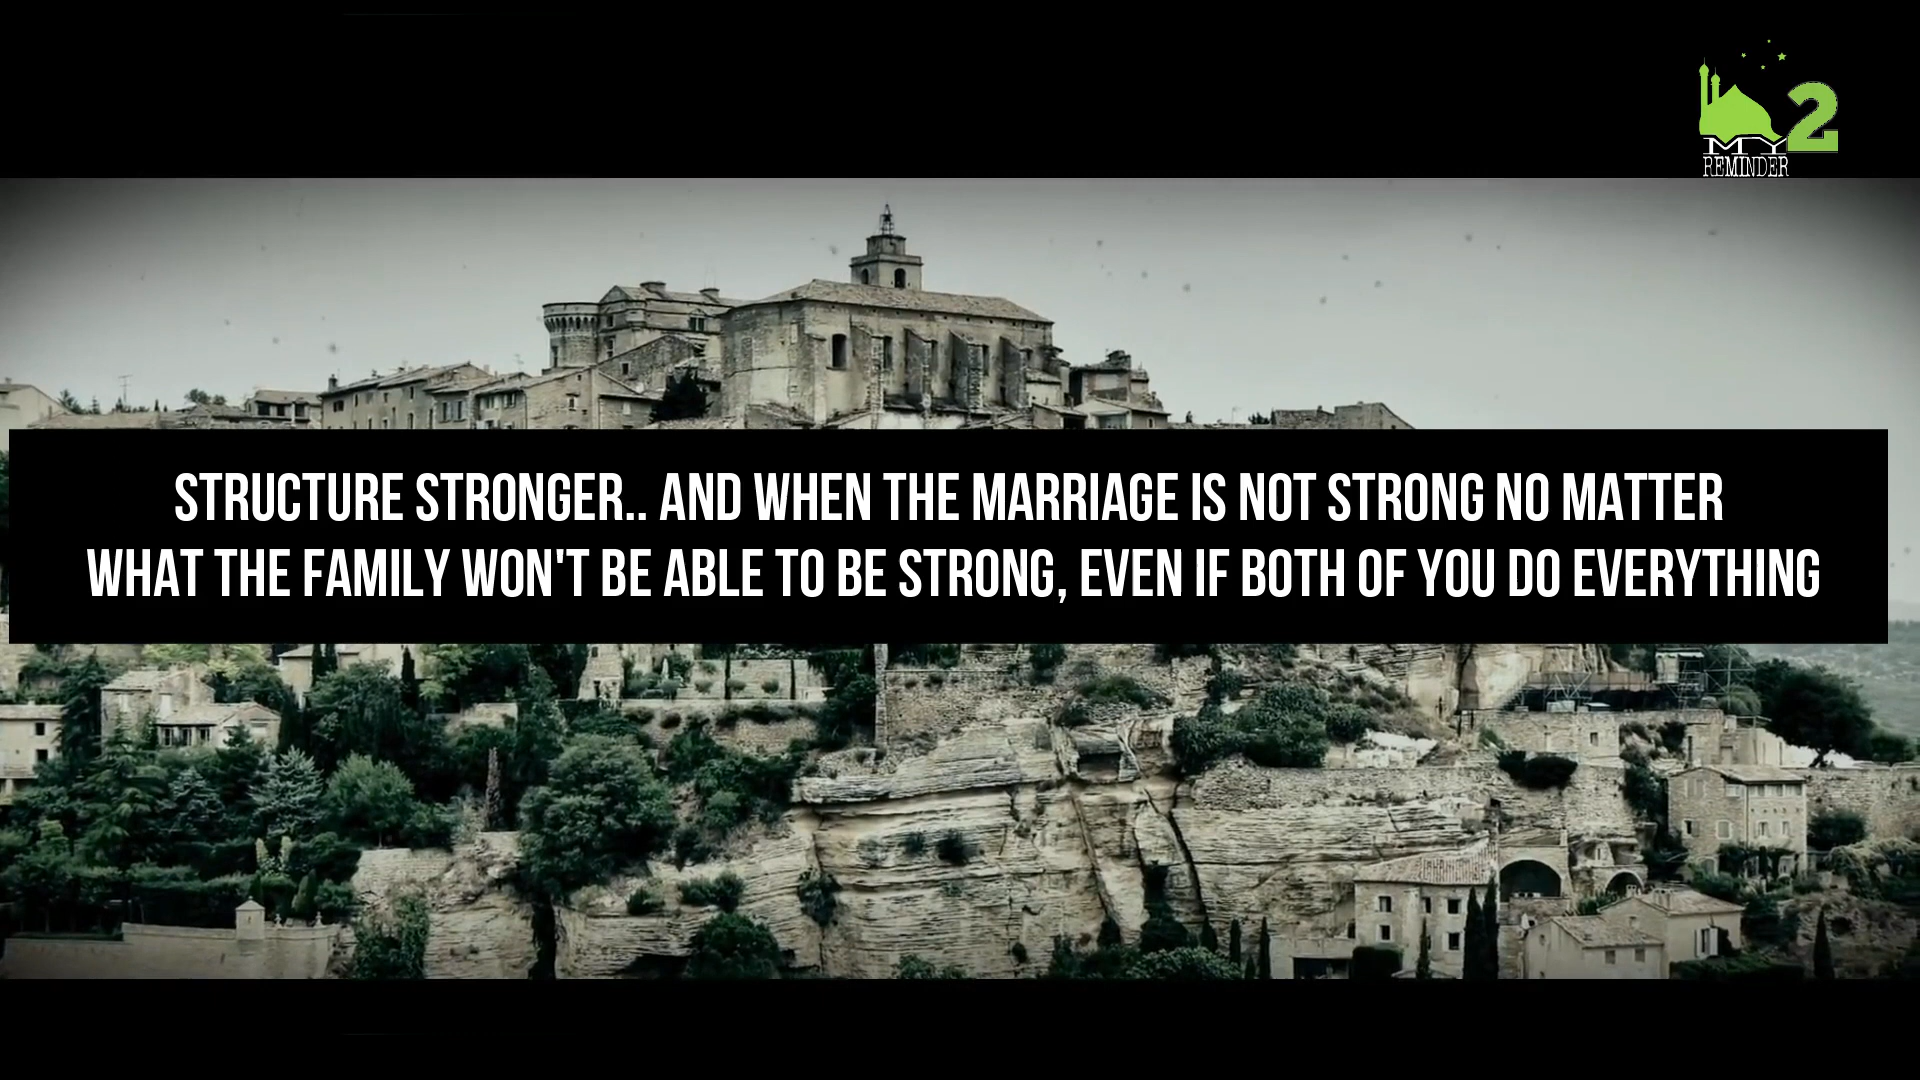 2
MY
REMINDER
STRUCTURE STRONGER.. AND WHEN THE MARRIAGE IS NOT STRONG NO MATTER
WHAT THE FAMILY WON'T BE ABLE TO BE STRONG, EVEN IF BOTH OF YOU DO EVERYTHING